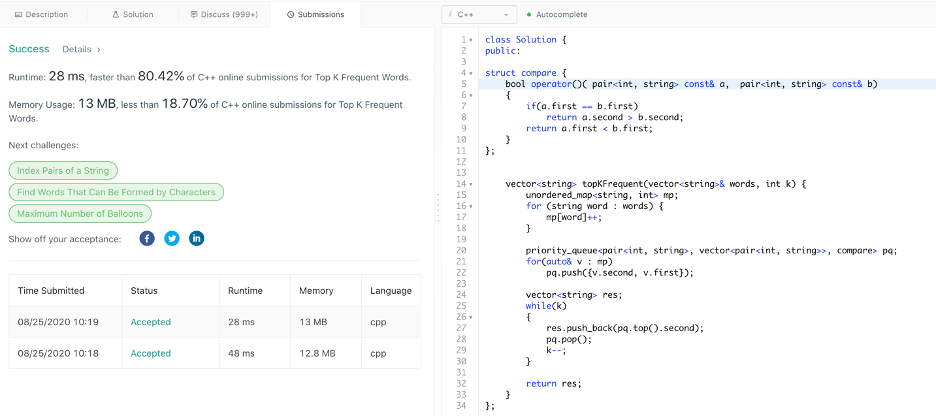 Description
Solution
Discuss (999+)
Submissions
Success Details >
Runtime: 28 ms, faster than 80.42% of C++ online submissions for Top K Frequent Words.
Memory Usage: 13 MB, less than 18.70% of C++ online submissions for Top K Frequent
Words.
Next challenges:
Index Pairs of a String
Find Words That Can Be Formed by Characters
Maximum Number of Balloons
Show off your acceptance:
Time Submitted Status Runtime Memory Language
08/25/2020 10:19 Accepted 28 ms 13 MB cpp
08/25/2020 10:18 Accepted 48 ms 12.8 MB cpp
i C++ Autocomplete
1 class Solution {
2 public:
3
4 struct compare {
5     bool operator()( pair<int, string> const& a,  pair<int, string> const& b)
6     {
7         if(a.first == b.first)
8             return a.second > b.second;
9         return a.first < b.first;
10     }
11 };
12
13
14     vector<string> topKFrequent(vector<string>& words, int k) {
15         unordered_map<string, int> mp;
16         for (string word : words) {
17             mp[word]++;
18         }
19
20         priority_queue<pair<int, string>, vector<pair<int, string>>, compare> pq;
21         for(auto& v : mp)
22             pq.push({v.second, v.first});
23
24         vector<string> res;
25         while(k)
26         {
27             res.push_back(pq.top().second);
28             pq.pop();
29             k--;
30         }
31
32         return res;
33     }
34 };